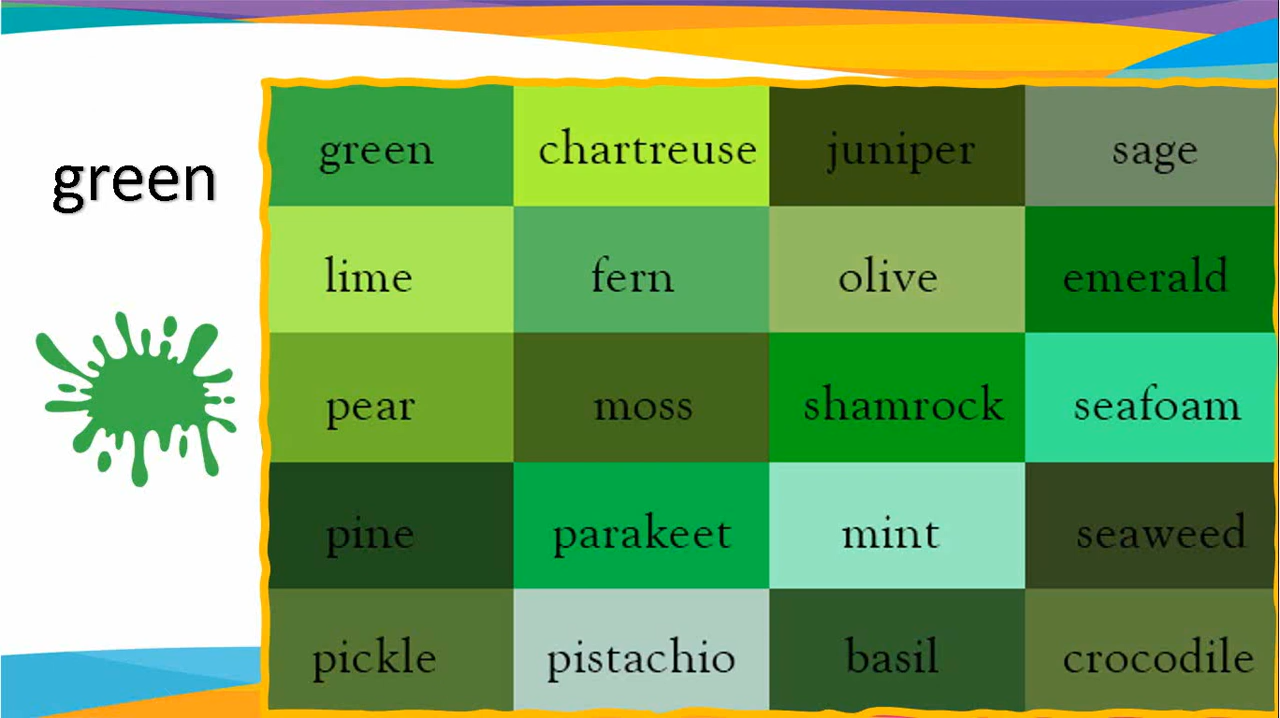 green
green chartreuse juniper sage
lime fern olive emerald
pear moss shamrock seafoam
pine parakeet mint seaweed
pickle pistachio basil crocodile